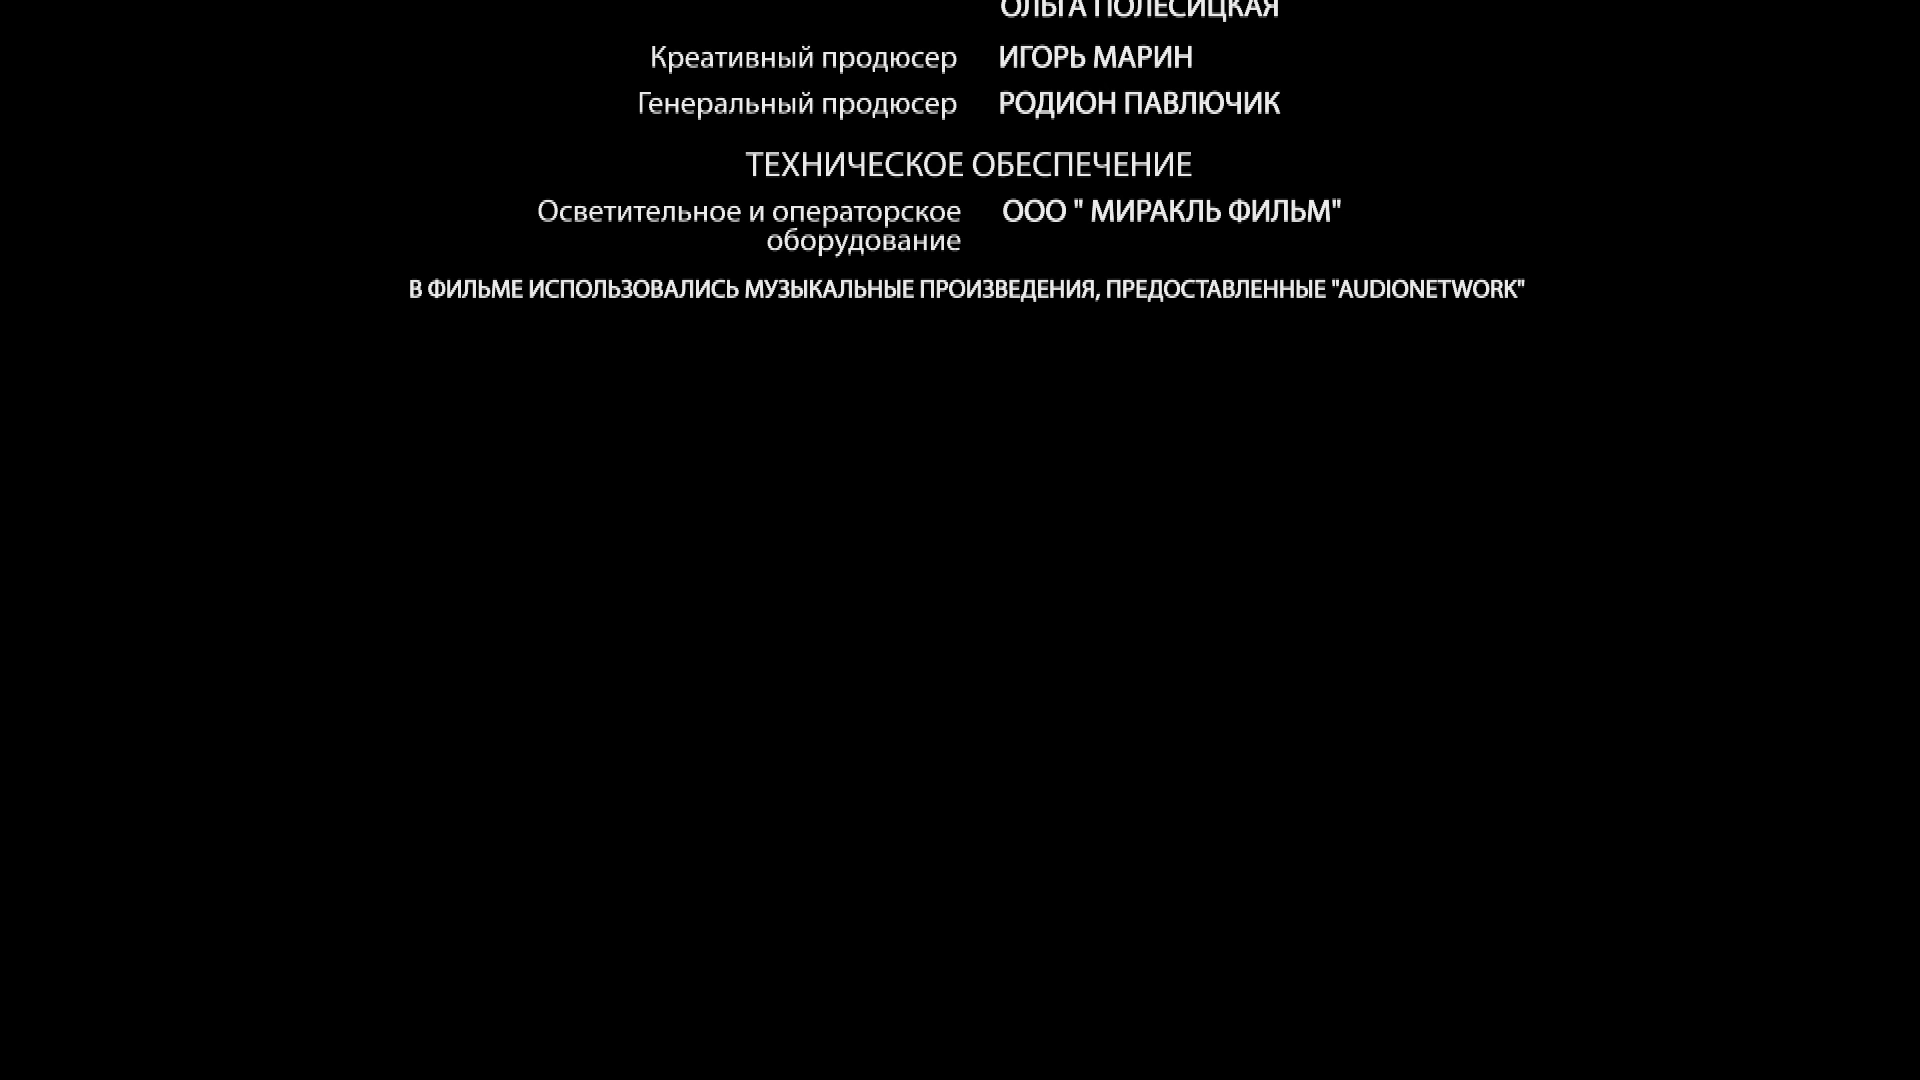 ОЛЬГА ПОЛЕСИЦКАЯ
Креативный продюсер ИГОРЬ МАРИН
Генеральный продюсер РОДИОН ПАВЛЮЧИК
ТЕХНИЧЕСКОЕ ОБЕСПЕЧЕНИЕ
Осветительное и операторское ООО " МИРАКЛЬ ФИЛЬМ"
оборудование
В ФИЛЬМЕ ИСПОЛЬЗОВАЛИСЬ МУЗЫКАЛЬНЫЕ ПРОИЗВЕДЕНИЯ, ПРЕДОСТАВЛЕННЫЕ "AUDIONETWORK"